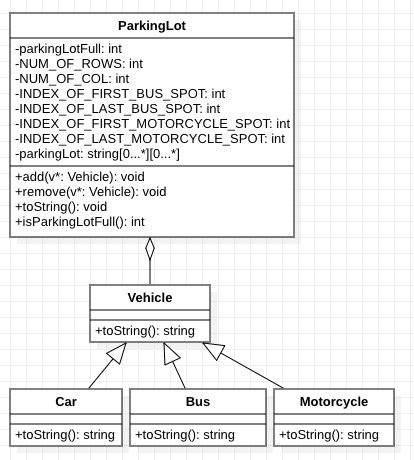 ParkingLot
-parkingLotFull: int
-NUM_OF_ROWS: int
-NUM_OF_COL: int
-INDEX_OF_FIRST_BUS_SPOT: int
-INDEX_OF_LAST_BUS_SPOT: int
-INDEX_OF_FIRST_MOTORCYCLE_SPOT: int
-INDEX_OF_LAST_MOTORCYCLE_SPOT: int
-parkingLot: string[0...*][0...*]
+add(v*: Vehicle): void
+remove(v*: Vehicle): void
+toString(): void
+isParkingLotFull(): int
Vehicle
+toString(): string
Car
+toString(): string
Bus
+toString(): string
Motorcycle
+toString(): string